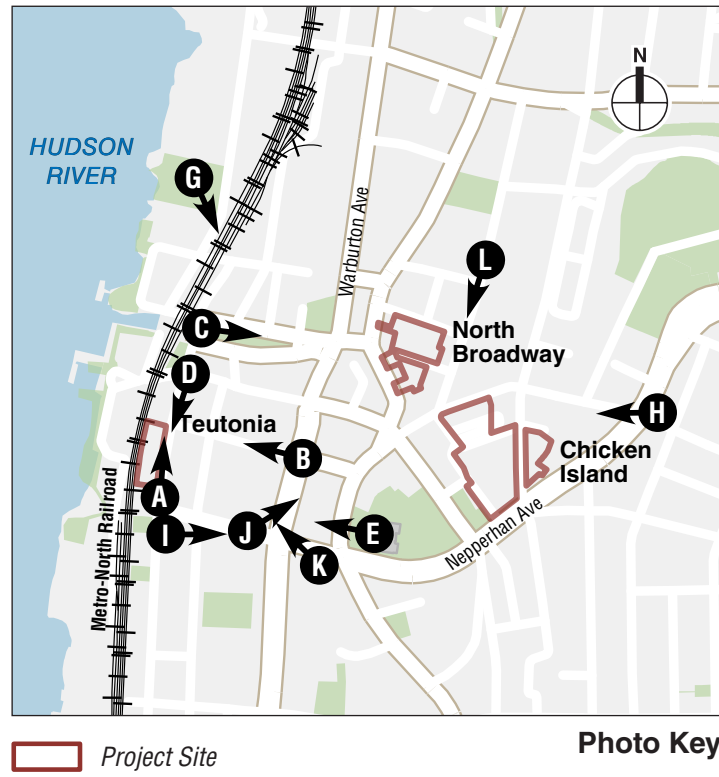 N
HUDSON
RIVER
G
Warburton Ave
L
C
North
Broadway
D
Teutonia
H
B
Chicken
Island
A
Metro-North Railroad
I
J
E
Nepperhan Ave
K
Project Site
Photo Key